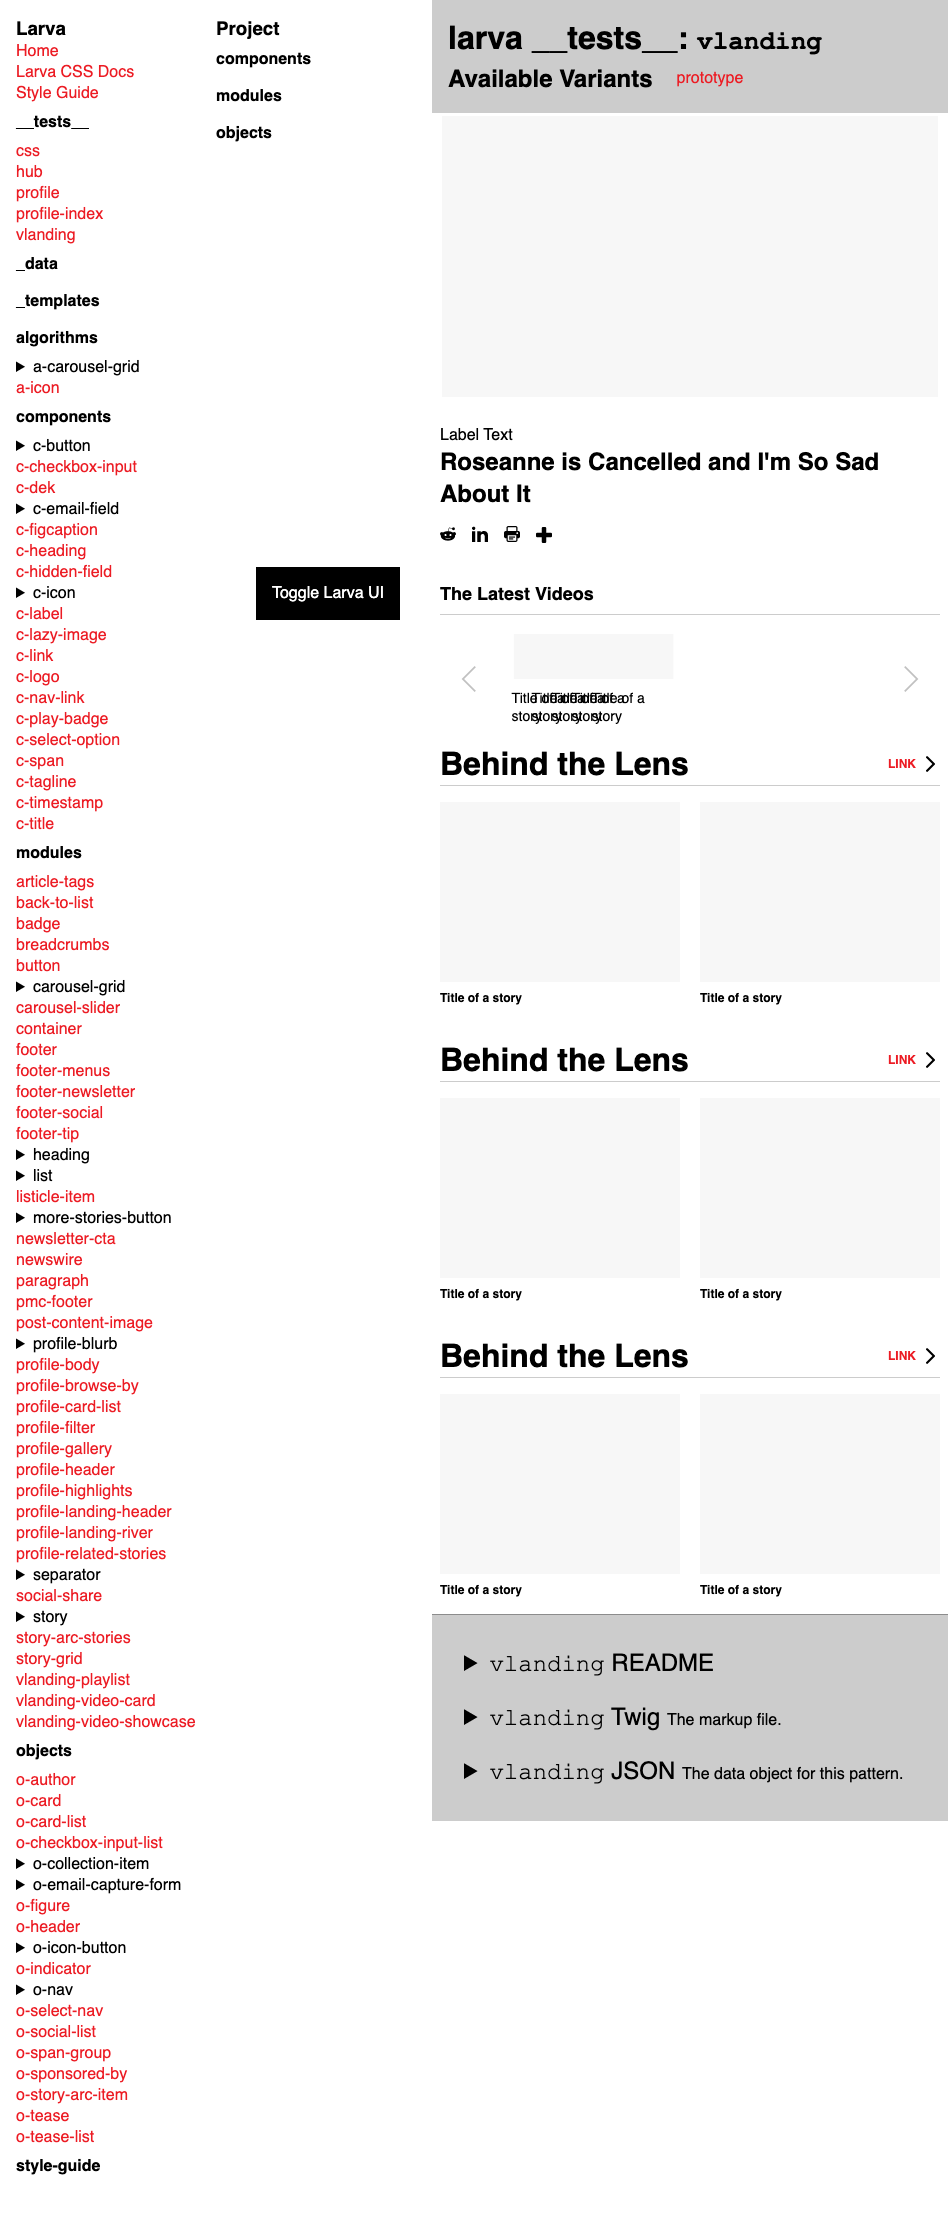 Larva
Home
Larva CSS Docs
Style Guide
__tests__
css
hub
profile
profile-index
vlanding
_data
_templates
algorithms
a-carousel-grid
a-icon
components
c-button
c-checkbox-input
c-dek
c-email-field
c-figcaption
c-heading
c-hidden-field
c-icon
c-label
c-lazy-image
c-link
c-logo
c-nav-link
c-play-badge
c-select-option
c-span
c-tagline
c-timestamp
c-title
modules
article-tags
back-to-list
badge
breadcrumbs
button
carousel-grid
carousel-slider
container
footer
footer-menus
footer-newsletter
footer-social
footer-tip
heading
list
listicle-item
more-stories-button
newsletter-cta
newswire
paragraph
pmc-footer
post-content-image
profile-blurb
profile-body
profile-browse-by
profile-card-list
profile-filter
profile-gallery
profile-header
profile-highlights
profile-landing-header
profile-landing-river
profile-related-stories
separator
social-share
story
story-arc-stories
story-grid
vlanding-playlist
vlanding-video-card
vlanding-video-showcase
objects
o-author
o-card
o-card-list
o-checkbox-input-list
o-collection-item
o-email-capture-form
o-figure
o-header
o-icon-button
o-indicator
o-nav
o-select-nav
o-social-list
o-span-group
o-sponsored-by
o-story-arc-item
o-tease
o-tease-list
style-guide
Project
components
modules
objects
Toggle Larva UI
larva __tests__: vlanding
Available Variants prototype
Label Text
Roseanne is Cancelled and I'm So Sad
About It
The Latest Videos
Behind the Lens LINK
Title of a story Title of a story
Behind the Lens LINK
Title of a story Title of a story
Behind the Lens LINK
Title of a story Title of a story
vlanding README
vlanding Twig The markup file.
vlanding JSON The data object for this pattern.